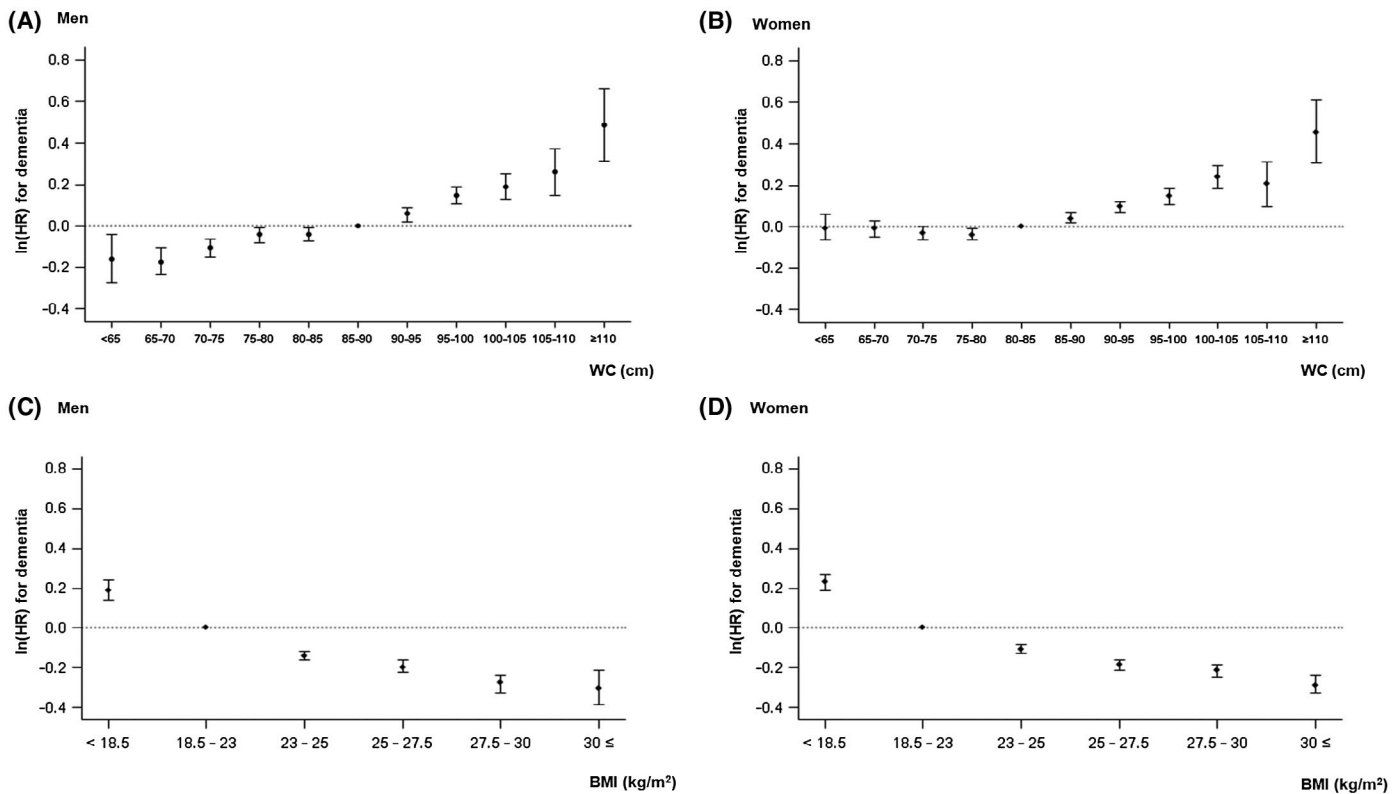 (A) Men
ln(HR) for dementia
0.8
0.6
0.4
0.2
0.0
-0.2
-0.4
<65 65-70 70-75 75-80 80-85 85-90 90-95 95-100 100-105 105-110 ≥110
WC (cm)
(B) Women
ln(HR) for dementia
0.8
0.6
0.4
0.2
0.0
-0.2
-0.4
<65 65-70 70-75 75-80 80-85 85-90 90-95 95-100 100-105 105-110 ≥110
WC (cm)
(C) Men
ln(HR) for dementia
0.8
0.6
0.4
0.2
0.0
-0.2
-0.4
< 18.5 18.5 – 23 23 – 25 25 – 27.5 27.5 – 30 30 ≤
BMI (kg/m²)
(D) Women
ln(HR) for dementia
0.8
0.6
0.4
0.2
0.0
-0.2
-0.4
< 18.5 18.5 – 23 23 – 25 25 – 27.5 27.5 – 30 30 ≤
BMI (kg/m²)